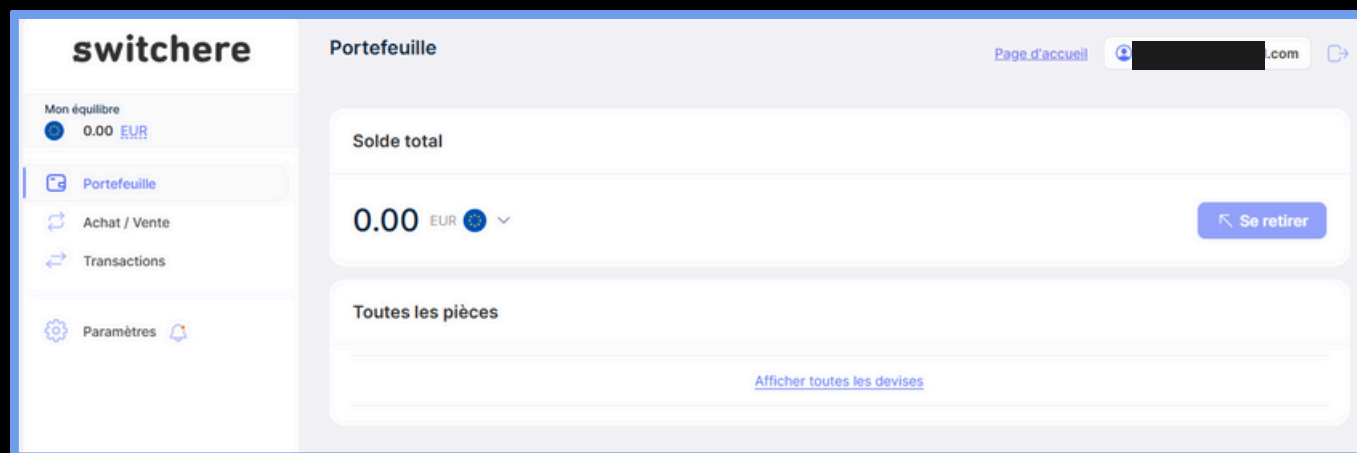 switchere
Mon équilibre
0.00 EUR
Portefeuille
Achat / Vente
Transactions
Paramètres
Portefeuille
Page d'accueil
.com
Solde total
0.00 EUR
Se retirer
Toutes les pièces
Afficher toutes les devises